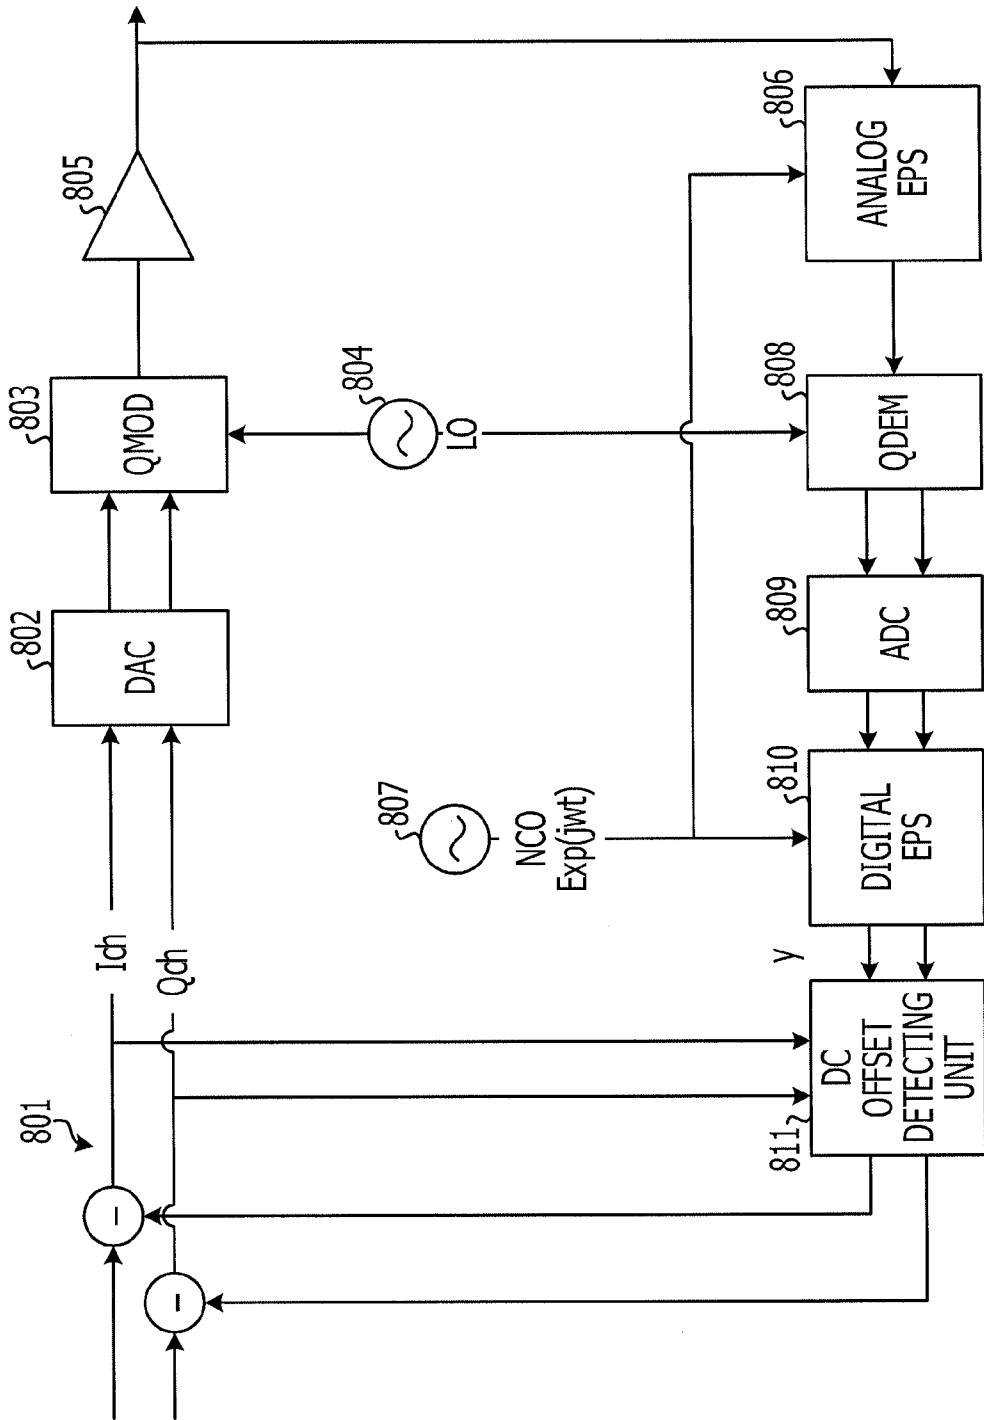 801
Ich
Qch
802
DAC
803
QMOD
805
804
LO
807
NCO
Exp(jwt)
806
ANALOG
EPS
808
QDEM
809
ADC
810
DIGITAL
EPS
y
811
DC
OFFSET
DETECTING
UNIT